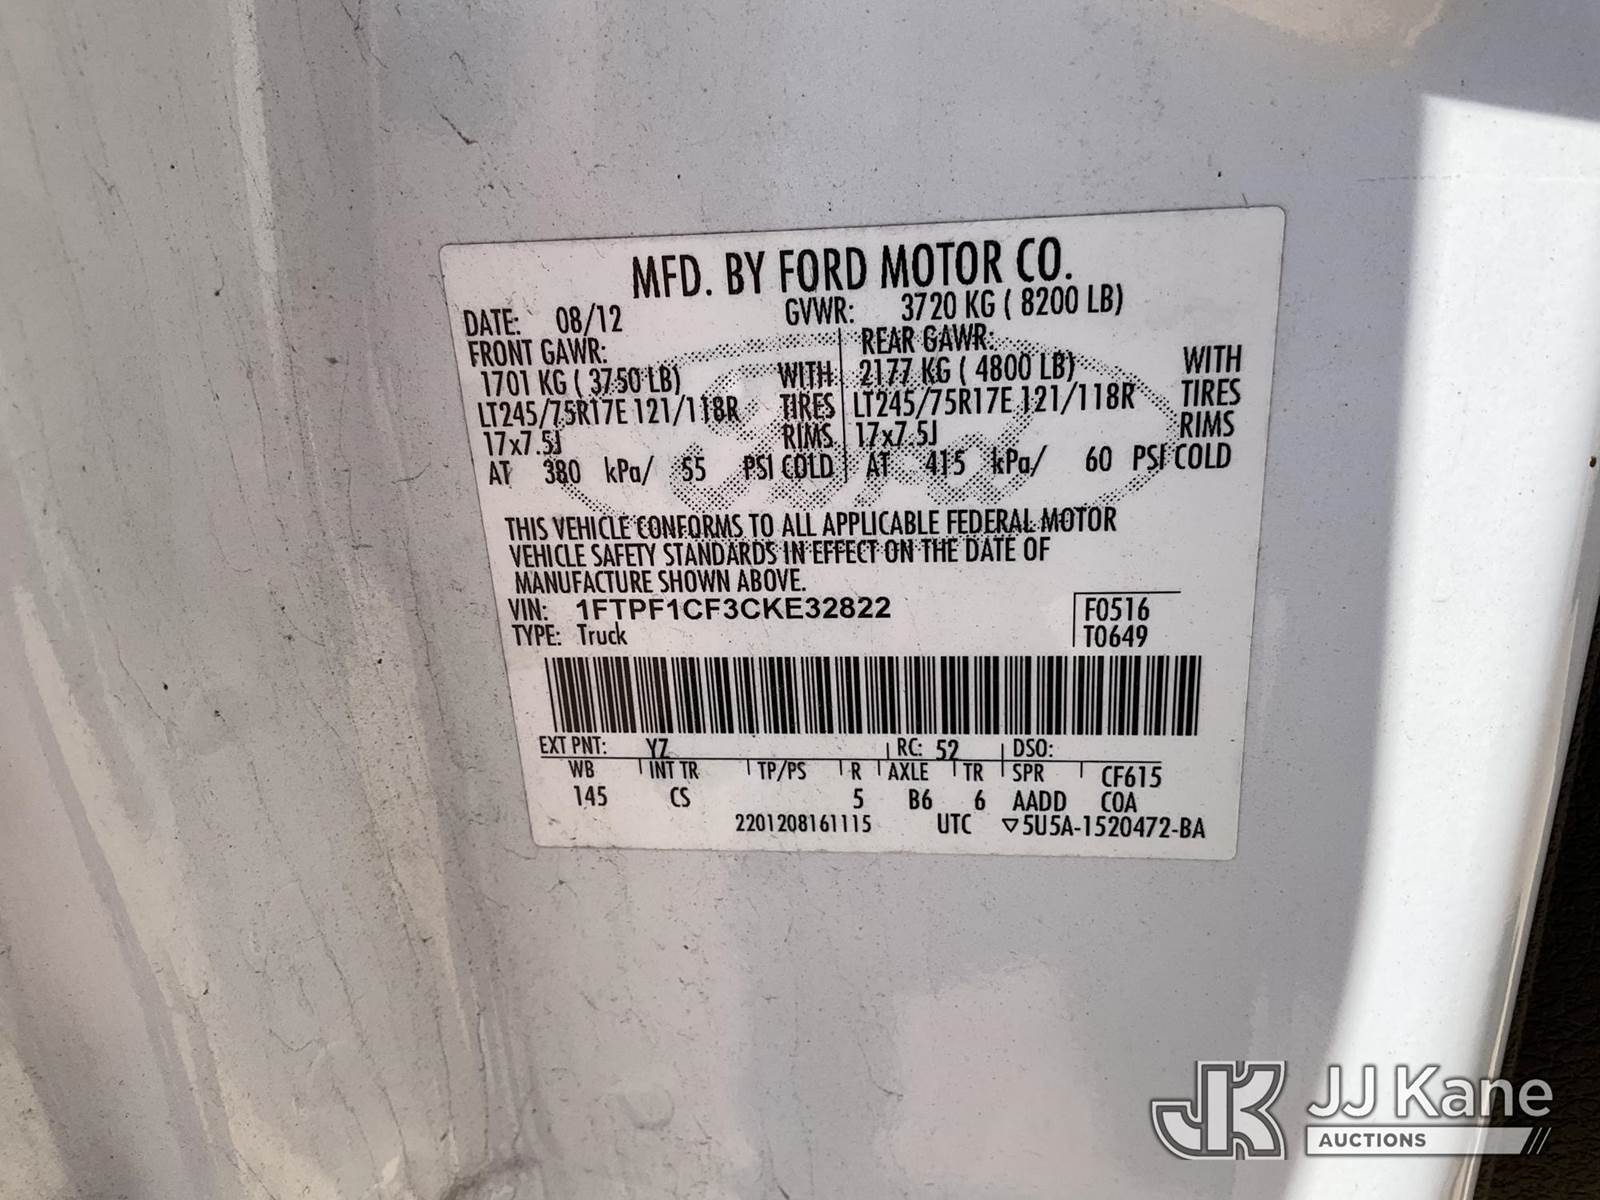 MFD. BY FORD MOTOR CO.
DATE: 08/12 GVWR: 3720 KG ( 8200 LB)
FRONT GAWR: REAR GAWR:
1701 KG ( 3750 LB) WITH 2177 KG ( 4800 LB) WITH
LT245/75R17E 121/118R TIRES LT245/75R17E 121/118R TIRES
17x7.5J RIMS 17x7.5J RIMS
AT 380 kPa/ 55 PSI COLD AT 415 kPa/ 60 PSI COLD
THIS VEHICLE CONFORMS TO ALL APPLICABLE FEDERAL MOTOR
VEHICLE SAFETY STANDARDS IN EFFECT ON THE DATE OF
MANUFACTURE SHOWN ABOVE.
VIN: 1FTPF1CF3CKE32822 F0516
TYPE: Truck T0649
EXT PNT: YZ RC: 52 DSO:
WB INT TR TP/PS R AXLE TR SPR CF615
145 CS 5 B6 6 AADD COA
2201208161115 UTC ▽5U5A-1520472-BA
JK JJ Kane
AUCTIONS